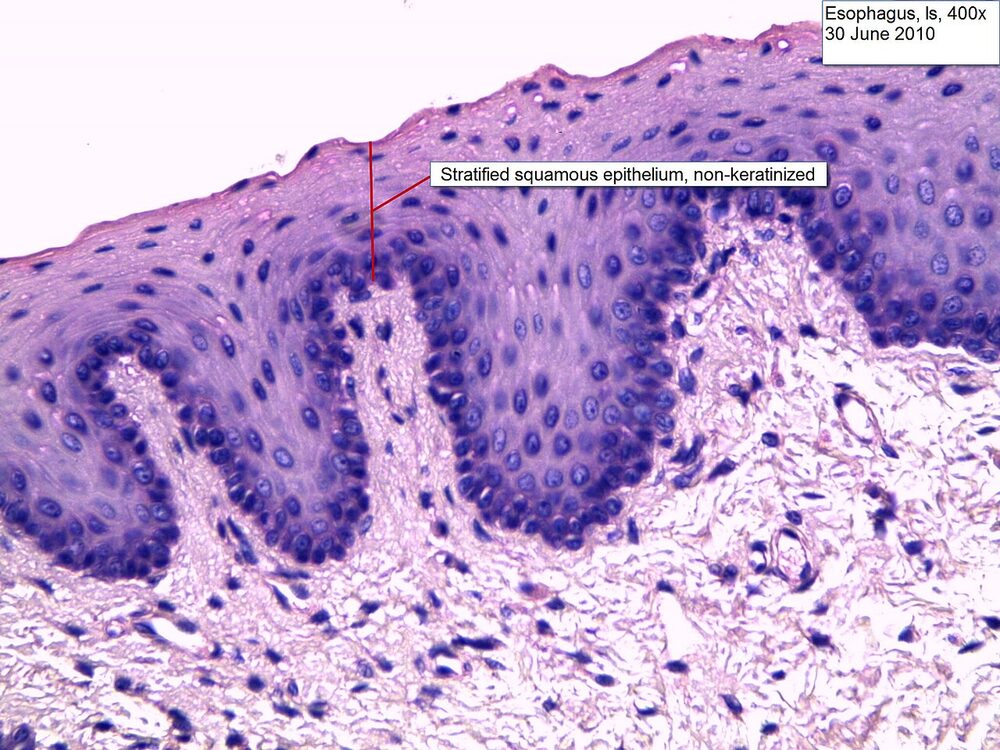 Esophagus, ls, 400x
30 June 2010
Stratified squamous epithelium, non-keratinized